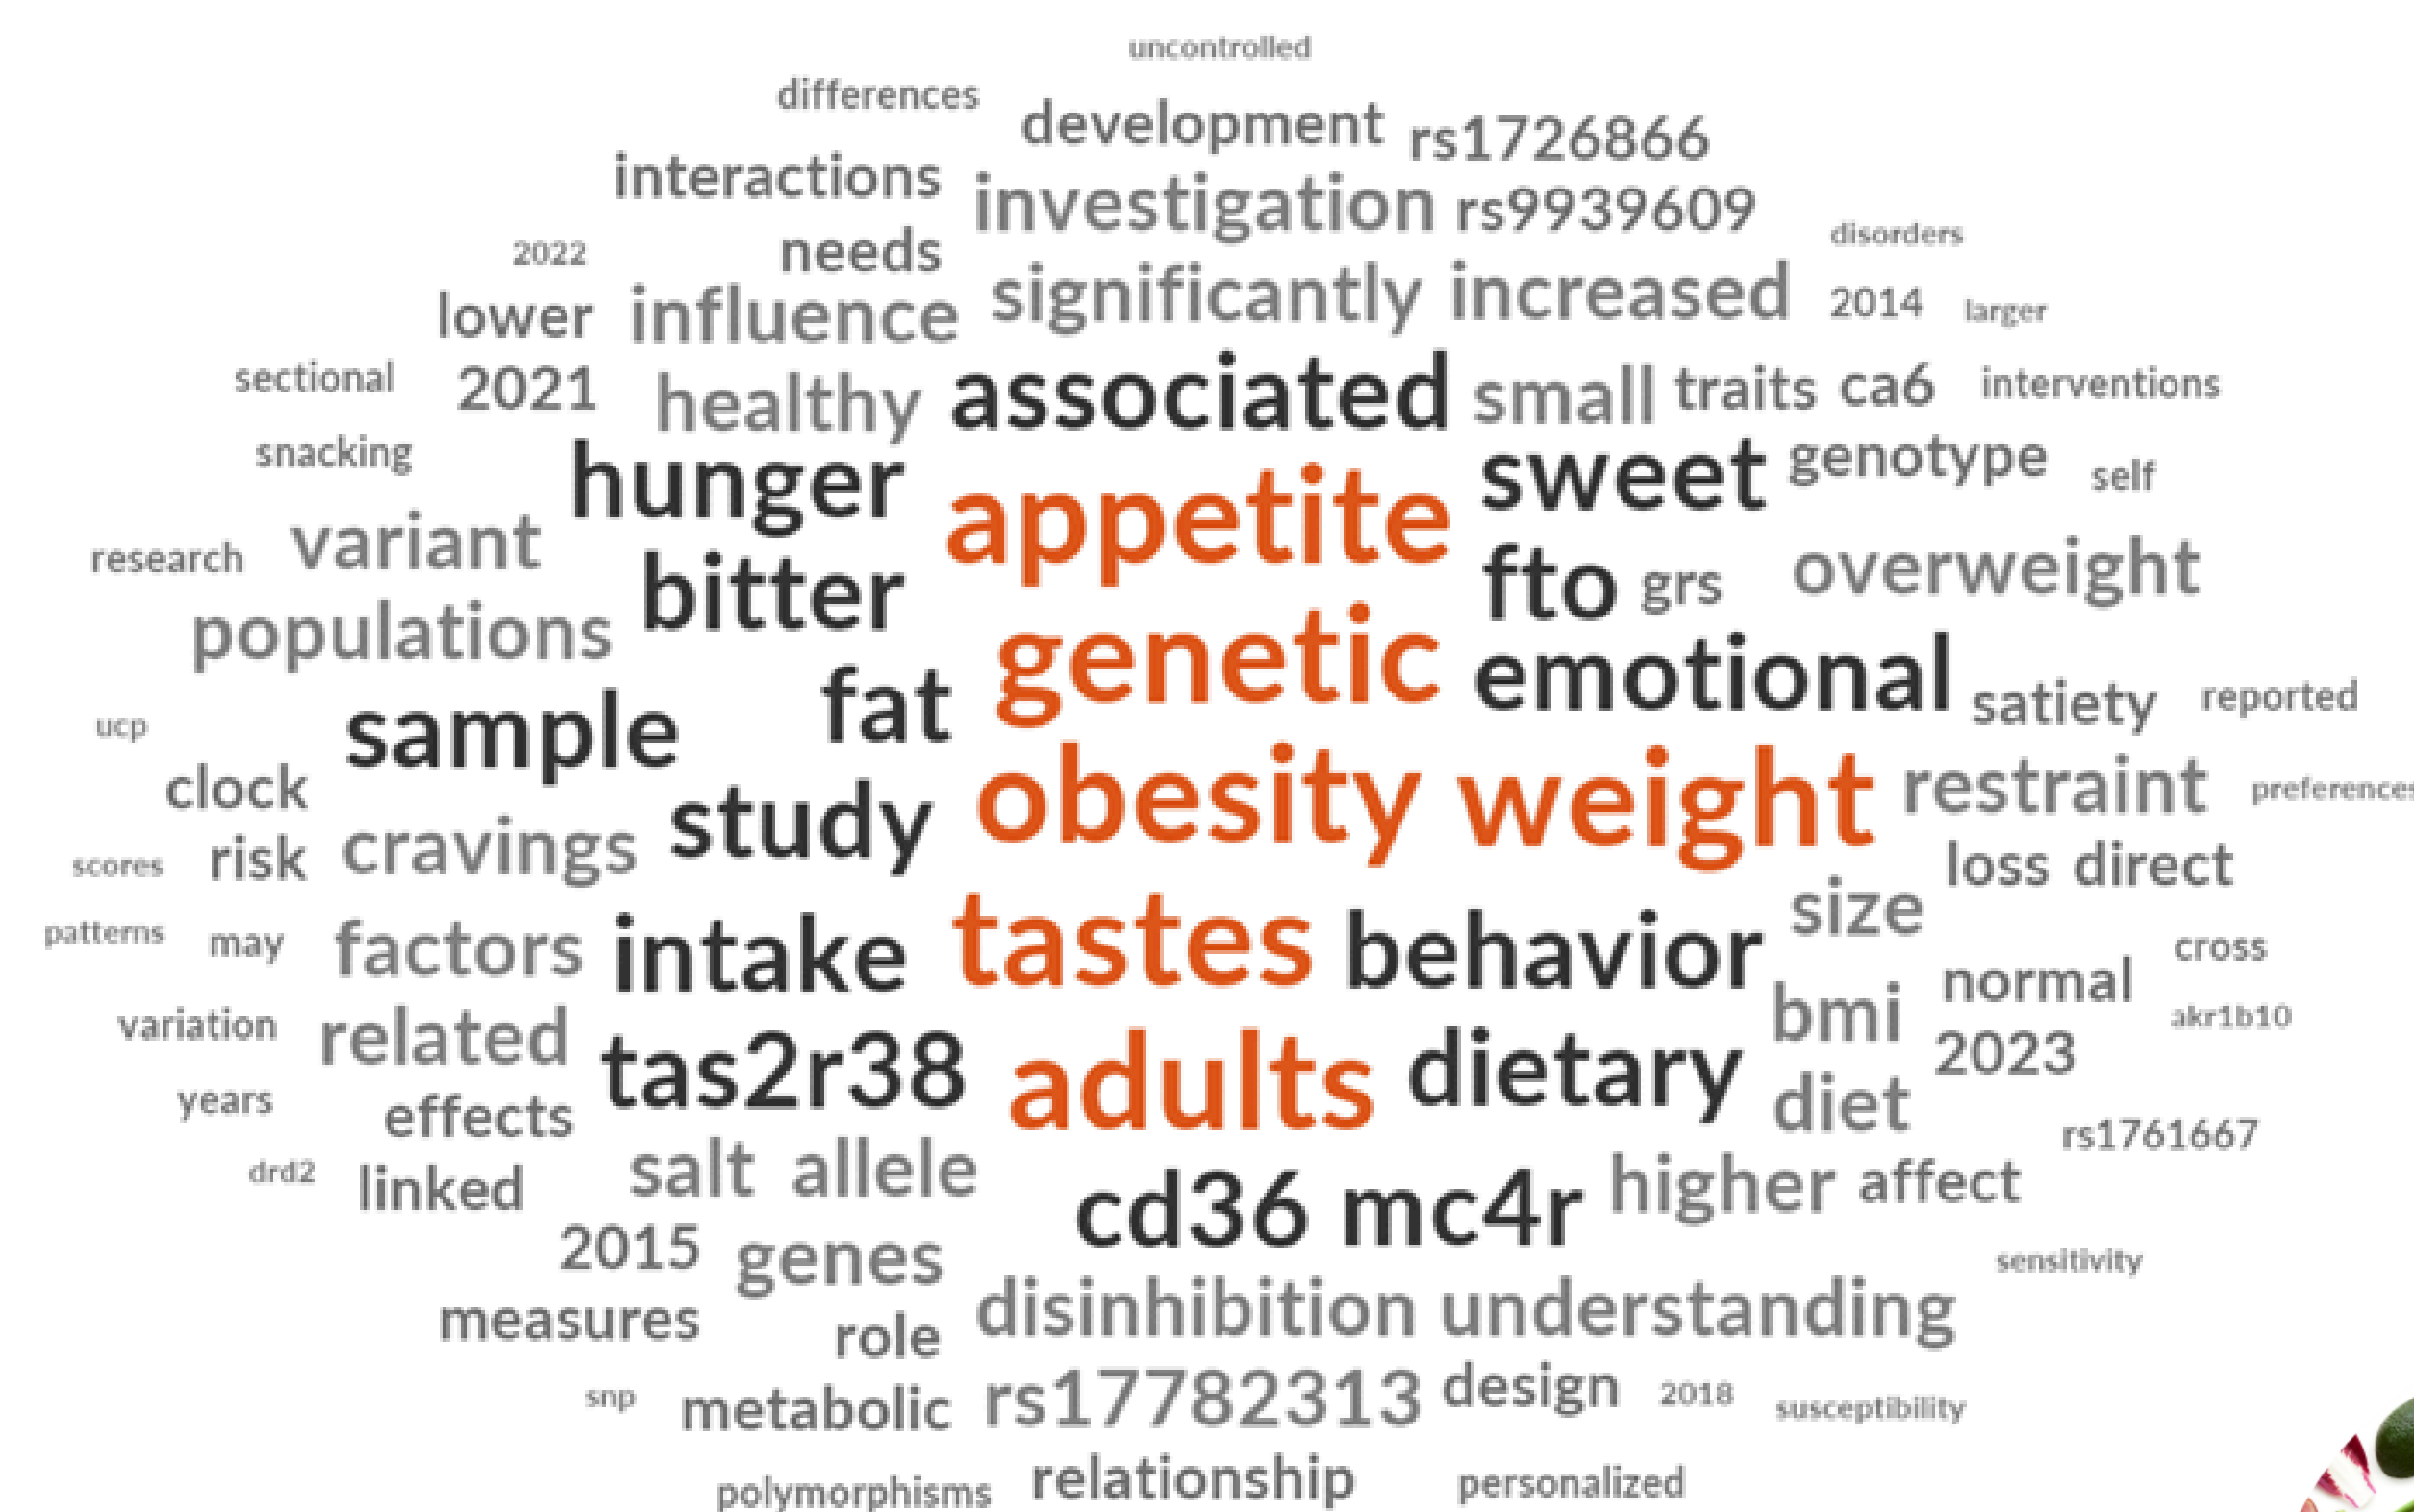 uncontrolled
differences
development rs1726866
interactions investigation rs9939609
2022 needs disorders
lower influence significantly increased 2014 larger
sectional 2021 healthy associated small traits ca6 interventions
snacking hunger appetite sweet genotype self
research variant bitter fto grs overweight
populations genetic emotional
sample fat satiety reported
ucp
clock study obesity weight restraint preferences
scores risk cravings loss direct
patterns may factors intake tastes behavior size cross
normal
variation related bmi akr1b10
tas2r38 adults dietary 2023
years effects diet rs1761667
drd2 linked salt allele cd36 mc4r higher affect
2015 genes sensitivity
measures role disinhibition understanding
snp metabolic rs17782313 design 2018 susceptibility
polymorphisms relationship personalized